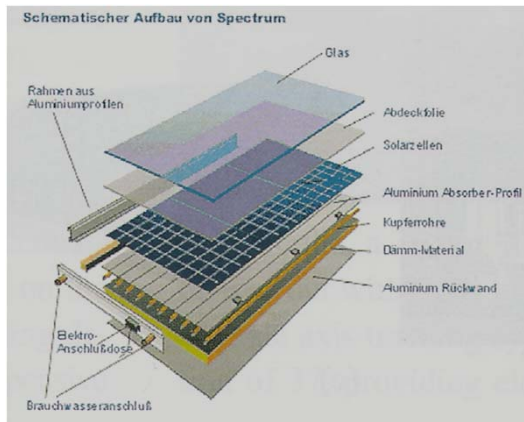 Schematischer Aufbau von Spectrum
Glas
Rahmen aus
Aluminiumprofilen
Abdeckfolie
Solarzellen
Aluminium Absorber-Profil
Kupferrohre
Dämm-Material
Aluminium Rückwand
Elektro-
Anschlußdose
Brauchwasseranschluß